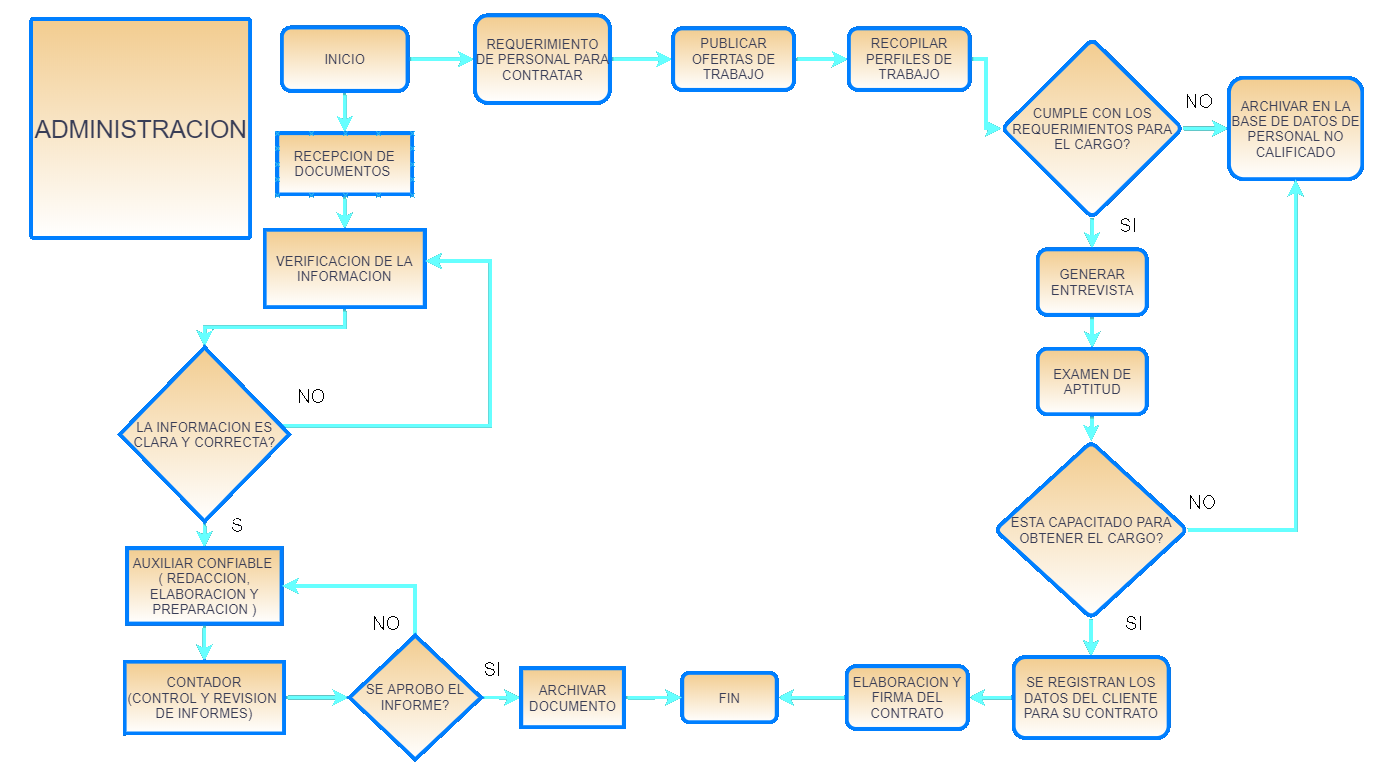 ADMINISTRACION
INICIO
REQUERIMIENTO
DE PERSONAL PARA
CONTRATAR
PUBLICAR
OFERTAS DE
TRABAJO
RECOPILAR
PERFILES DE
TRABAJO
CUMPLE CON LOS
REQUERIMIENTOS PARA
EL CARGO?
NO
ARCHIVAR EN LA
BASE DE DATOS DE
PERSONAL NO
CALIFICADO
SI
GENERAR
ENTREVISTA
EXAMEN DE
APTITUD
ESTA CAPACITADO PARA
OBTENER EL CARGO?
NO
SI
SE REGISTRAN LOS
DATOS DEL CLIENTE
PARA SU CONTRATO
ELABORACION Y
FIRMA DEL
CONTRATO
RECEPCION DE
DOCUMENTOS
VERIFICACION DE LA
INFORMACION
LA INFORMACION ES
CLARA Y CORRECTA?
NO
S
AUXILIAR CONFIABLE
( REDACCION,
ELABORACION Y
PREPARACION )
CONTADOR
(CONTROL Y REVISION
DE INFORMES)
SE APROBO EL
INFORME?
NO
SI
ARCHIVAR
DOCUMENTO
FIN